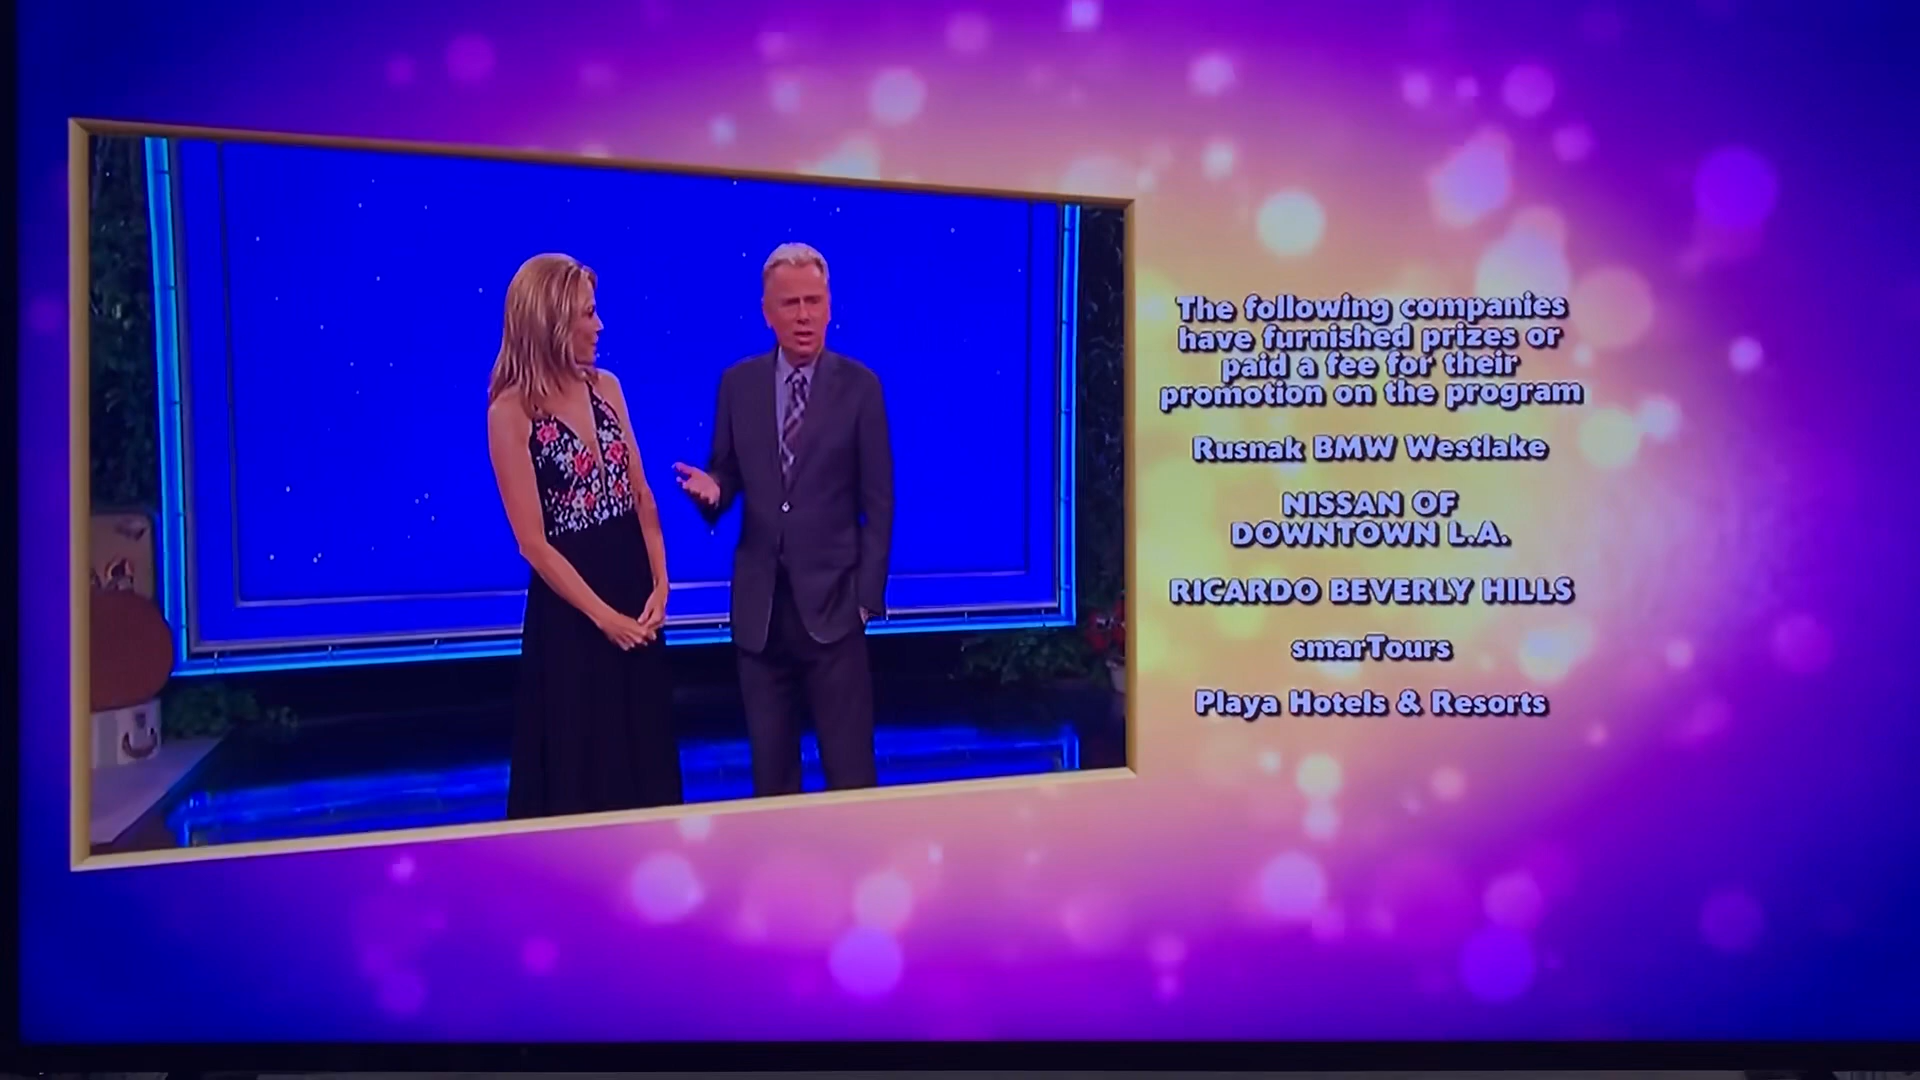 The following companies
have furnished prizes or
paid a fee for their
promotion on the program
Rusnak BMW Westlake
NISSAN OF
DOWNTOWN L.A.
RICARDO BEVERLY HILLS
smarTours
Playa Hotels & Resorts